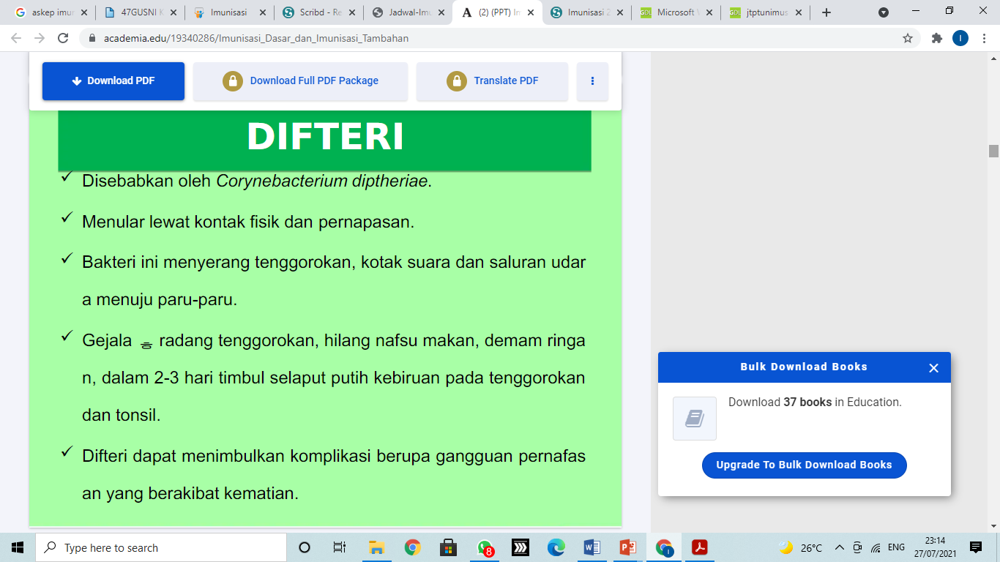 askep imun
47GUSNI K
Imunisasi
Scribd - Re
Jadwal-Imu
(2) (PPT) Im
Imunisasi 2
Microsoft W
jtptunimus
academia.edu/19340286/Imunisasi_Dasar_dan_Imunisasi_Tambahan
I
Download PDF
Download Full PDF Package
Translate PDF
DIFTERI
Disebabkan oleh Corynebacterium diptheriae.
Menular lewat kontak fisik dan pernapasan.
Bakteri ini menyerang tenggorokan, kotak suara dan saluran udar
a menuju paru-paru.
Gejala radang tenggorokan, hilang nafsu makan, demam ringa
n, dalam 2-3 hari timbul selaput putih kebiruan pada tenggorokan
dan tonsil.
Difteri dapat menimbulkan komplikasi berupa gangguan pernafas
an yang berakibat kematian.
Bulk Download Books
Download 37 books in Education.
Upgrade To Bulk Download Books
Type here to search
8
26°C
ENG
23:14
27/07/2021